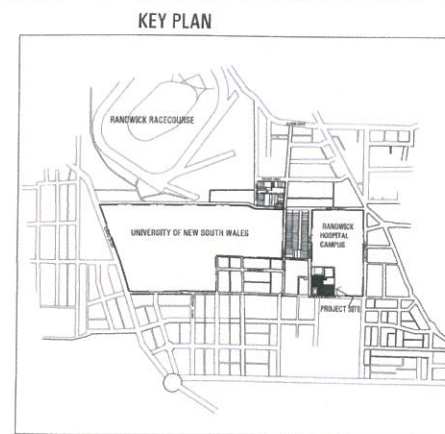 KEY PLAN
RANDWICK RACECOURSE
UNIVERSITY OF NEW SOUTH WALES
RANDWICK
HOSPITAL
CAMPUS
PROJECT SITE